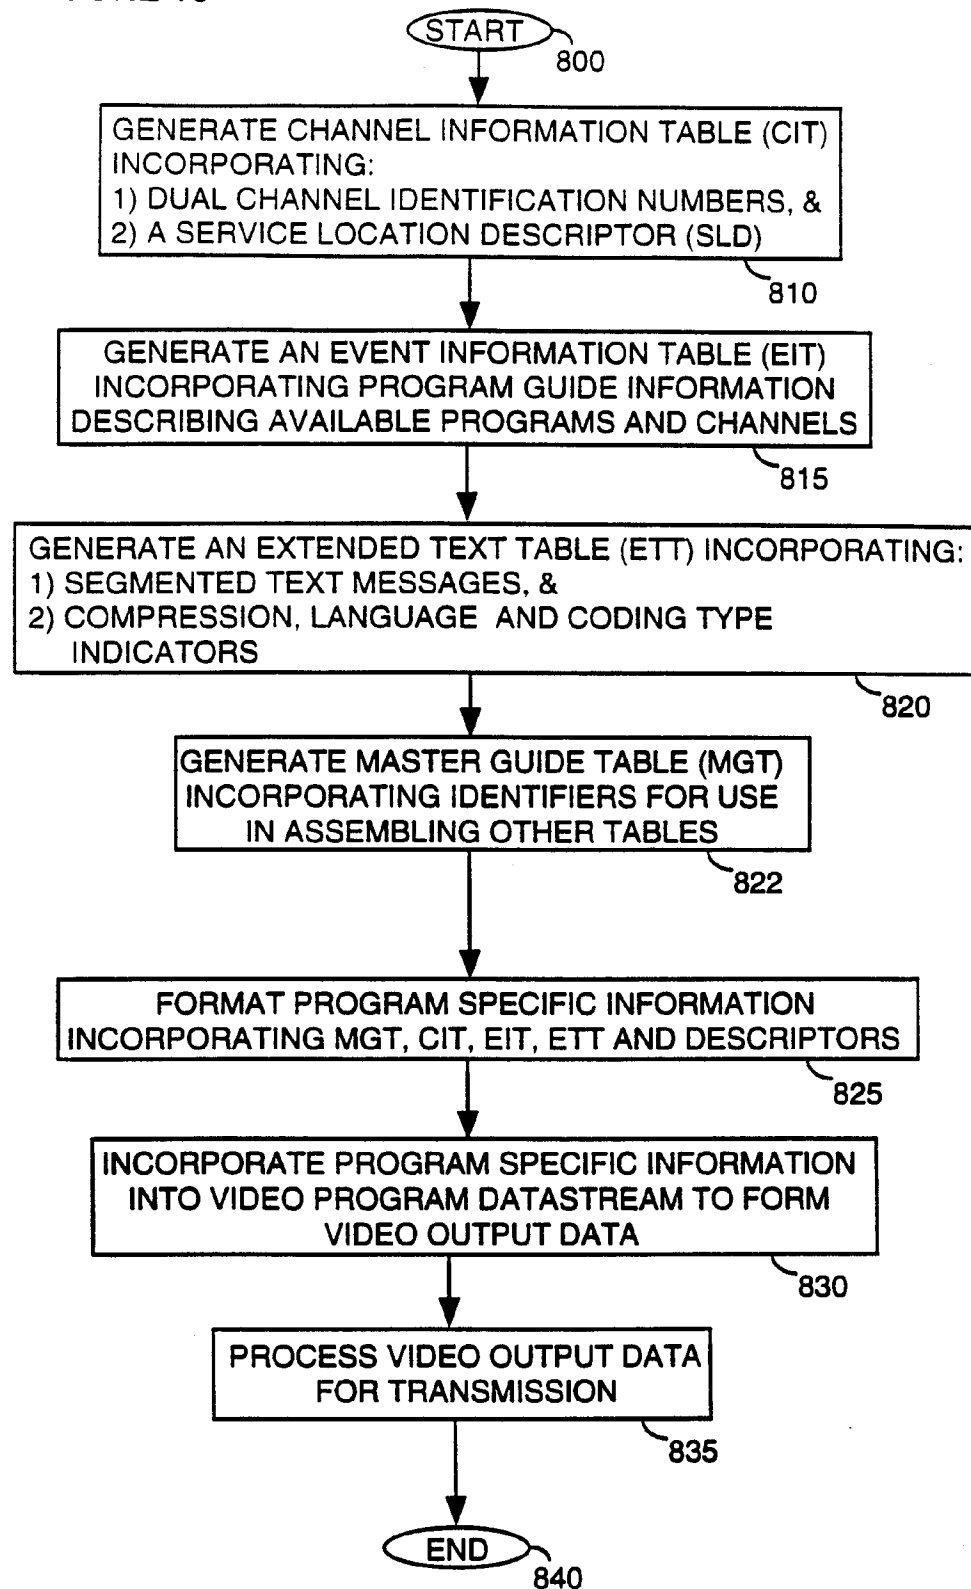 START
800
GENERATE CHANNEL INFORMATION TABLE (CIT)
INCORPORATING:
1) DUAL CHANNEL IDENTIFICATION NUMBERS, &
2) A SERVICE LOCATION DESCRIPTOR (SLD)
810
GENERATE AN EVENT INFORMATION TABLE (EIT)
INCORPORATING PROGRAM GUIDE INFORMATION
DESCRIBING AVAILABLE PROGRAMS AND CHANNELS
815
GENERATE AN EXTENDED TEXT TABLE (ETT) INCORPORATING:
1) SEGMENTED TEXT MESSAGES, &
2) COMPRESSION, LANGUAGE AND CODING TYPE
INDICATORS
820
GENERATE MASTER GUIDE TABLE (MGT)
INCORPORATING IDENTIFIERS FOR USE
IN ASSEMBLING OTHER TABLES
822
FORMAT PROGRAM SPECIFIC INFORMATION
INCORPORATING MGT, CIT, EIT, ETT AND DESCRIPTORS
825
INCORPORATE PROGRAM SPECIFIC INFORMATION
INTO VIDEO PROGRAM DATASTREAM TO FORM
VIDEO OUTPUT DATA
830
PROCESS VIDEO OUTPUT DATA
FOR TRANSMISSION
835
END
840